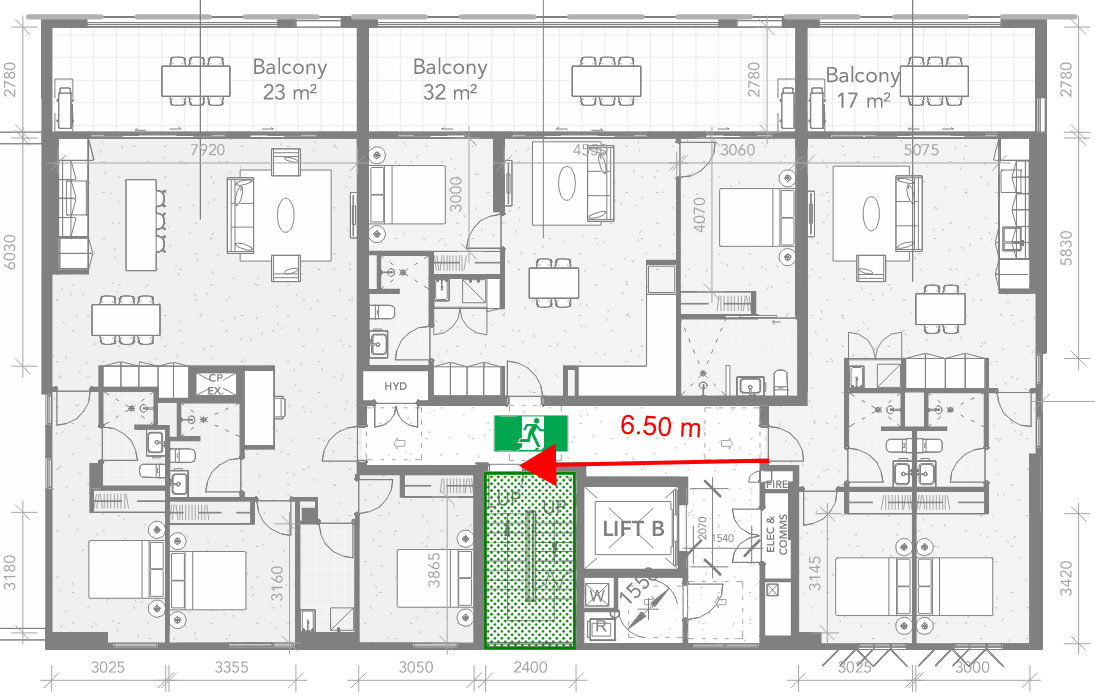 Balcony
23 m²
Balcony
32 m²
Balcony
17 m²
2780
2780
2780
7920
3060
5075
3000
4070
6030
5830
CP
EX.
HYD
6.50 m
UP
UP
LIFT B
FIRE
ELEC &
COMMS
2070
1540
1550
W
R
3865
3160
3145
3180
3420
3025
3355
3050
2400
3025
3000